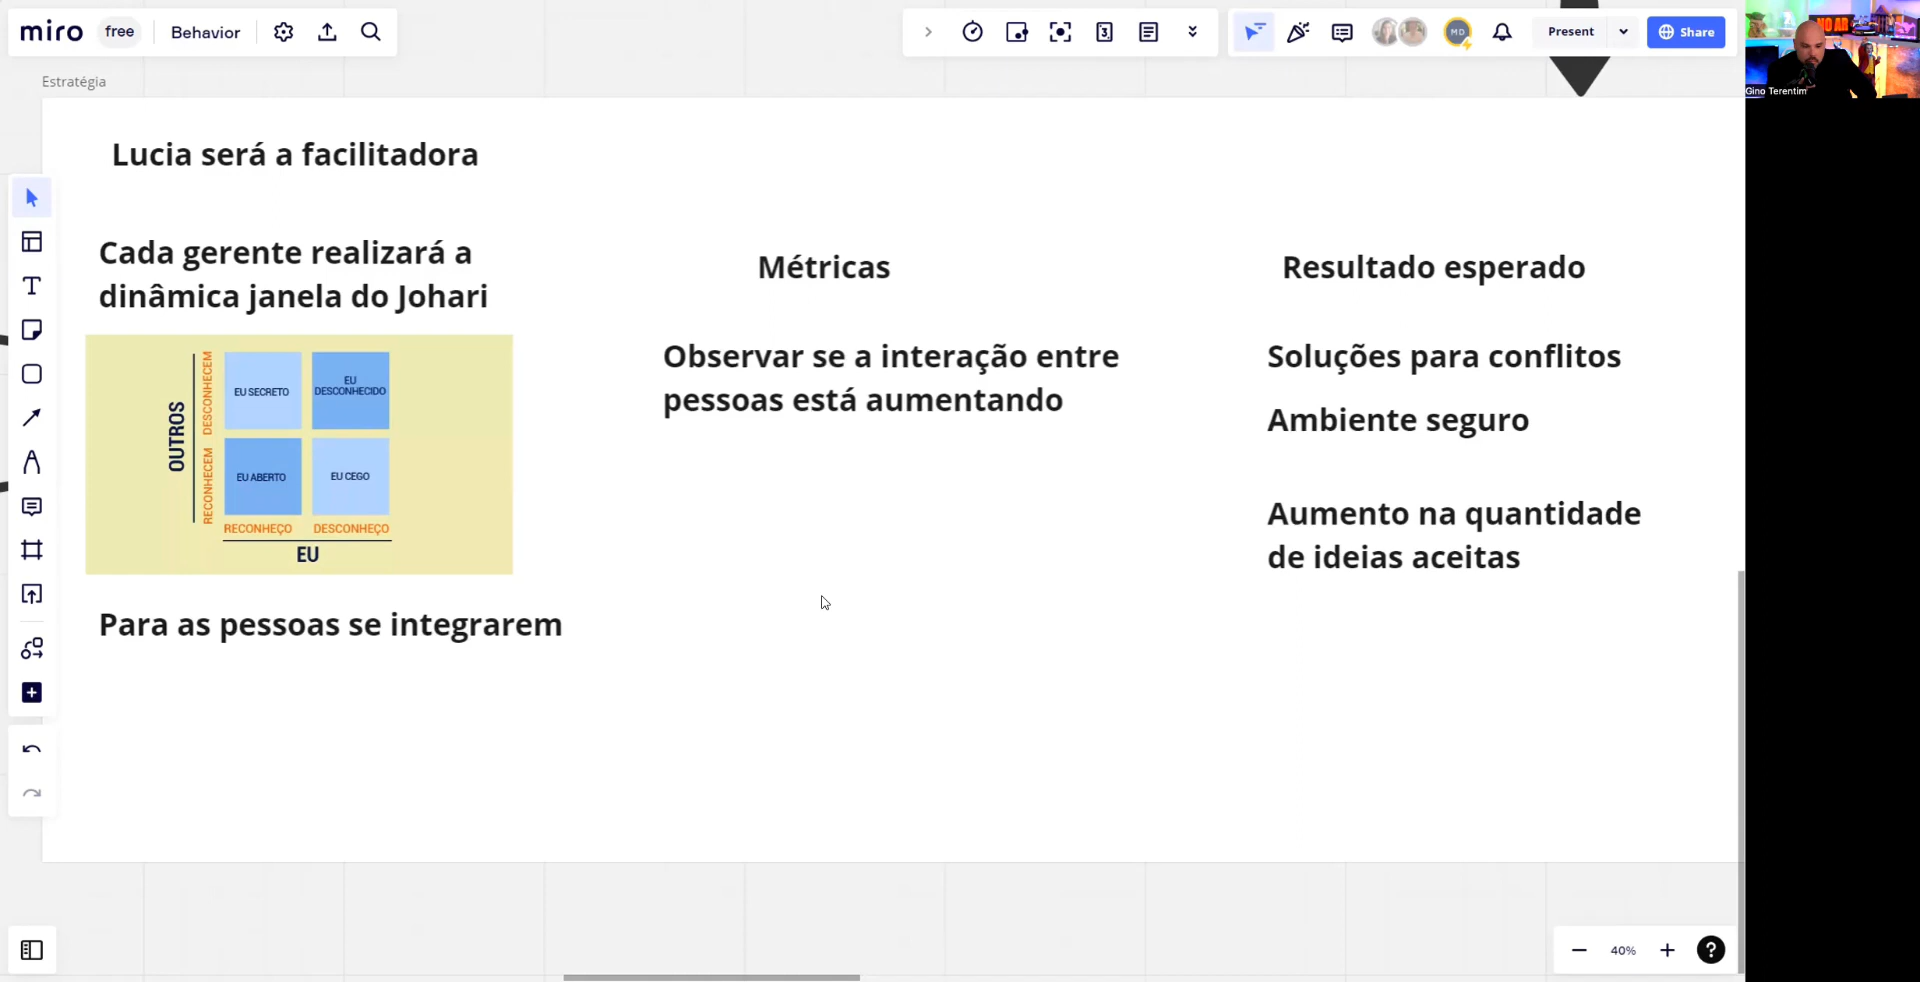 miro free Behavior
Present Share
MD
Gino Terentim
Estratégia
Lucia será a facilitadora
Cada gerente realizará a
dinâmica janela do Johari
OUTROS
DESCONHECEM
RECONHECEM
EU SECRETO
EU
DESCONHECIDO
EU ABERTO
EU CEGO
RECONHEÇO DESCONHEÇO
EU
Para as pessoas se integrarem
Métricas
Observar se a interação entre
pessoas está aumentando
Resultado esperado
Soluções para conflitos
Ambiente seguro
Aumento na quantidade
de ideias aceitas
40%